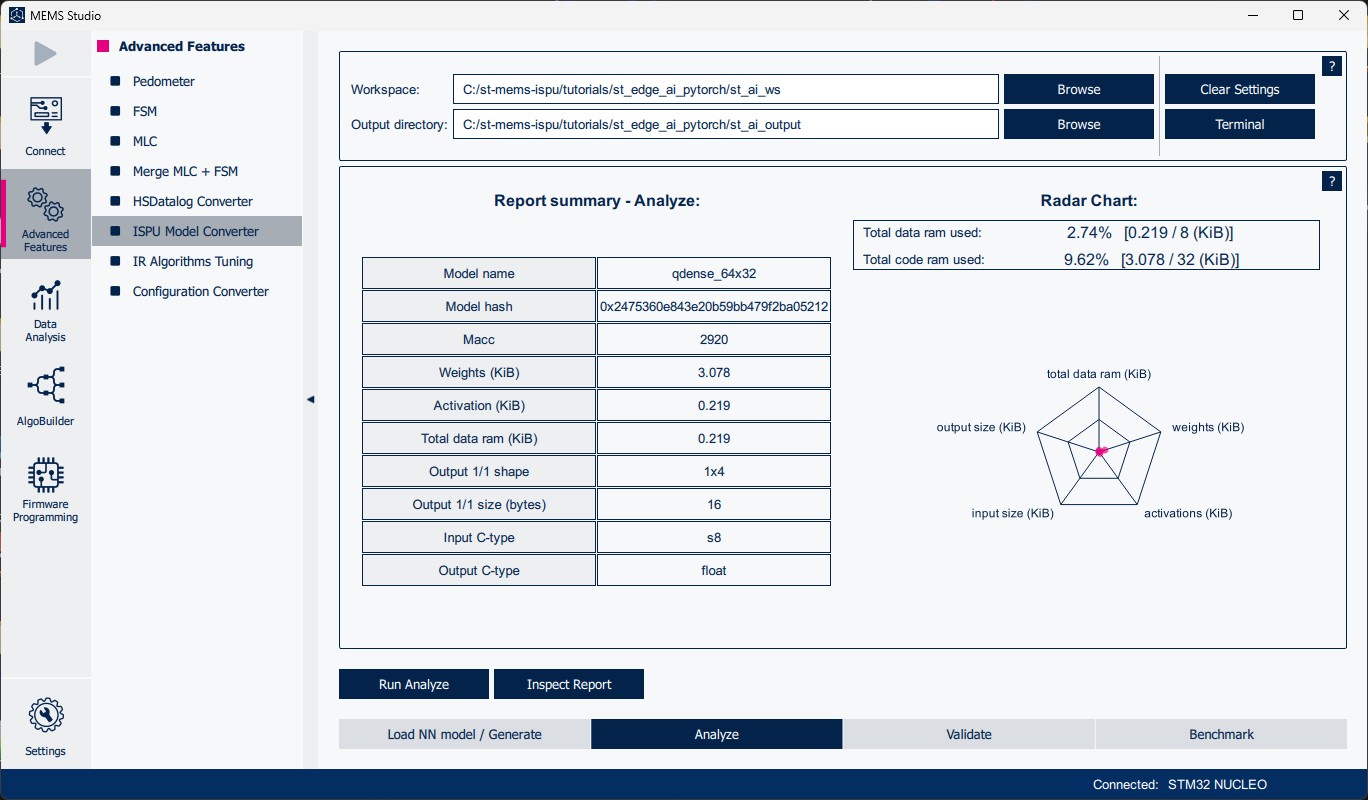 MEMS Studio
Connect
Advanced
Features
Data
Analysis
AlgoBuilder
Firmware
Programming
Settings
Advanced Features
Pedometer
FSM
MLC
Merge MLC + FSM
HSDatalog Converter
ISPU Model Converter
IR Algorithms Tuning
Configuration Converter
?
Workspace: C:/st-mems-ispu/tutorials/st_edge_ai_pytorch/st_ai_ws Browse Clear Settings
Output directory: C:/st-mems-ispu/tutorials/st_edge_ai_pytorch/st_ai_output Browse Terminal
?
Report summary - Analyze:
Model name qdense_64x32
Model hash 0x2475360e843e20b59bb479f2ba05212
Macc 2920
Weights (KiB) 3.078
Activation (KiB) 0.219
Total data ram (KiB) 0.219
Output 1/1 shape 1x4
Output 1/1 size (bytes) 16
Input C-type s8
Output C-type float
Radar Chart:
Total data ram used: 2.74% [0.219 / 8 (KiB)]
Total code ram used: 9.62% [3.078 / 32 (KiB)]
total data ram (KiB)
output size (KiB) weights (KiB)
input size (KiB) activations (KiB)
Run Analyze Inspect Report
Load NN model / Generate Analyze Validate Benchmark
Connected: STM32 NUCLEO